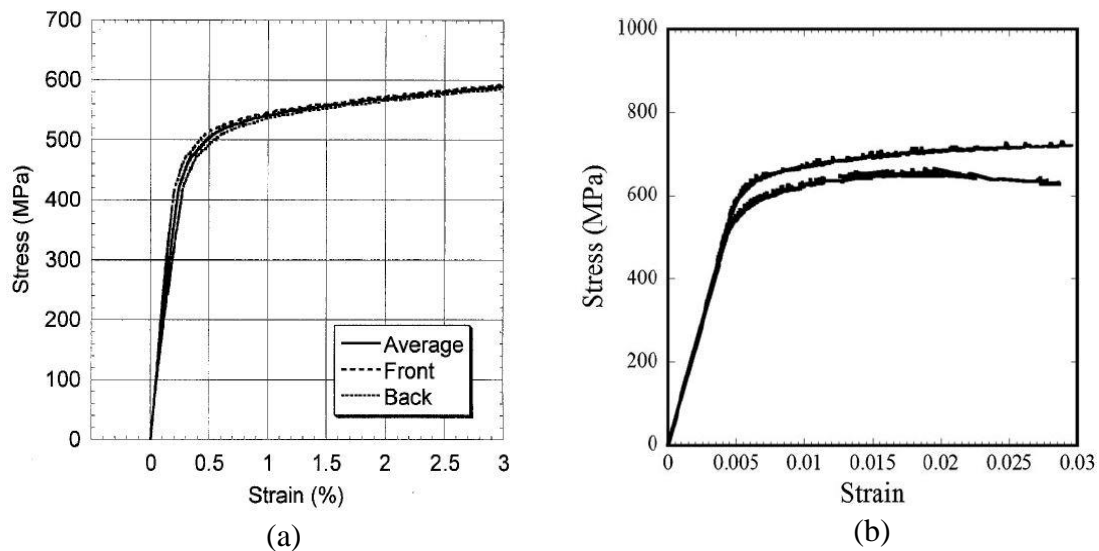 700
600
500
400
300
200
100
0
Stress (MPa)
Average
Front
Back
0 0.5 1 1.5 2 2.5 3
Strain (%)
(a)
1000
800
600
400
200
0
Stress (MPa)
0 0.005 0.01 0.015 0.02 0.025 0.03
Strain
(b)